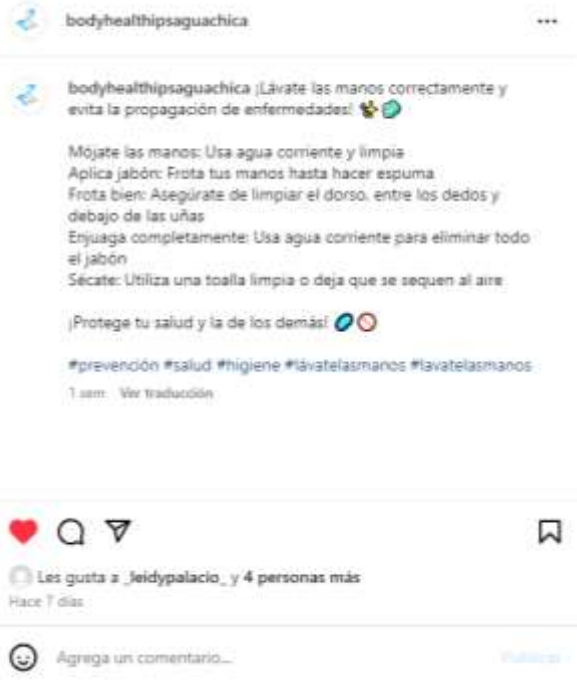 bodyhealthipsaguachica
bodyhealthipsaguachica ¡Lávate las manos correctamente y
evita la propagación de enfermedades!
Mójate las manos: Usa agua corriente y limpia
Aplica jabón: Frota tus manos hasta hacer espuma
Frota bien: Asegúrate de limpiar el dorso, entre los dedos y
debajo de las uñas
Enjuaga completamente: Usa agua corriente para eliminar todo
el jabón
Sécate: Utiliza una toalla limpia o deja que se sequen al aire
¡Protege tu salud y la de los demás!
#prevención #salud #higiene #lávatelasmanos #lavatelasmanos
1 sem Ver traducción
Les gusta a _leidypalacio_ y 4 personas más
Hace 7 días
Agrega un comentario...
Publicar